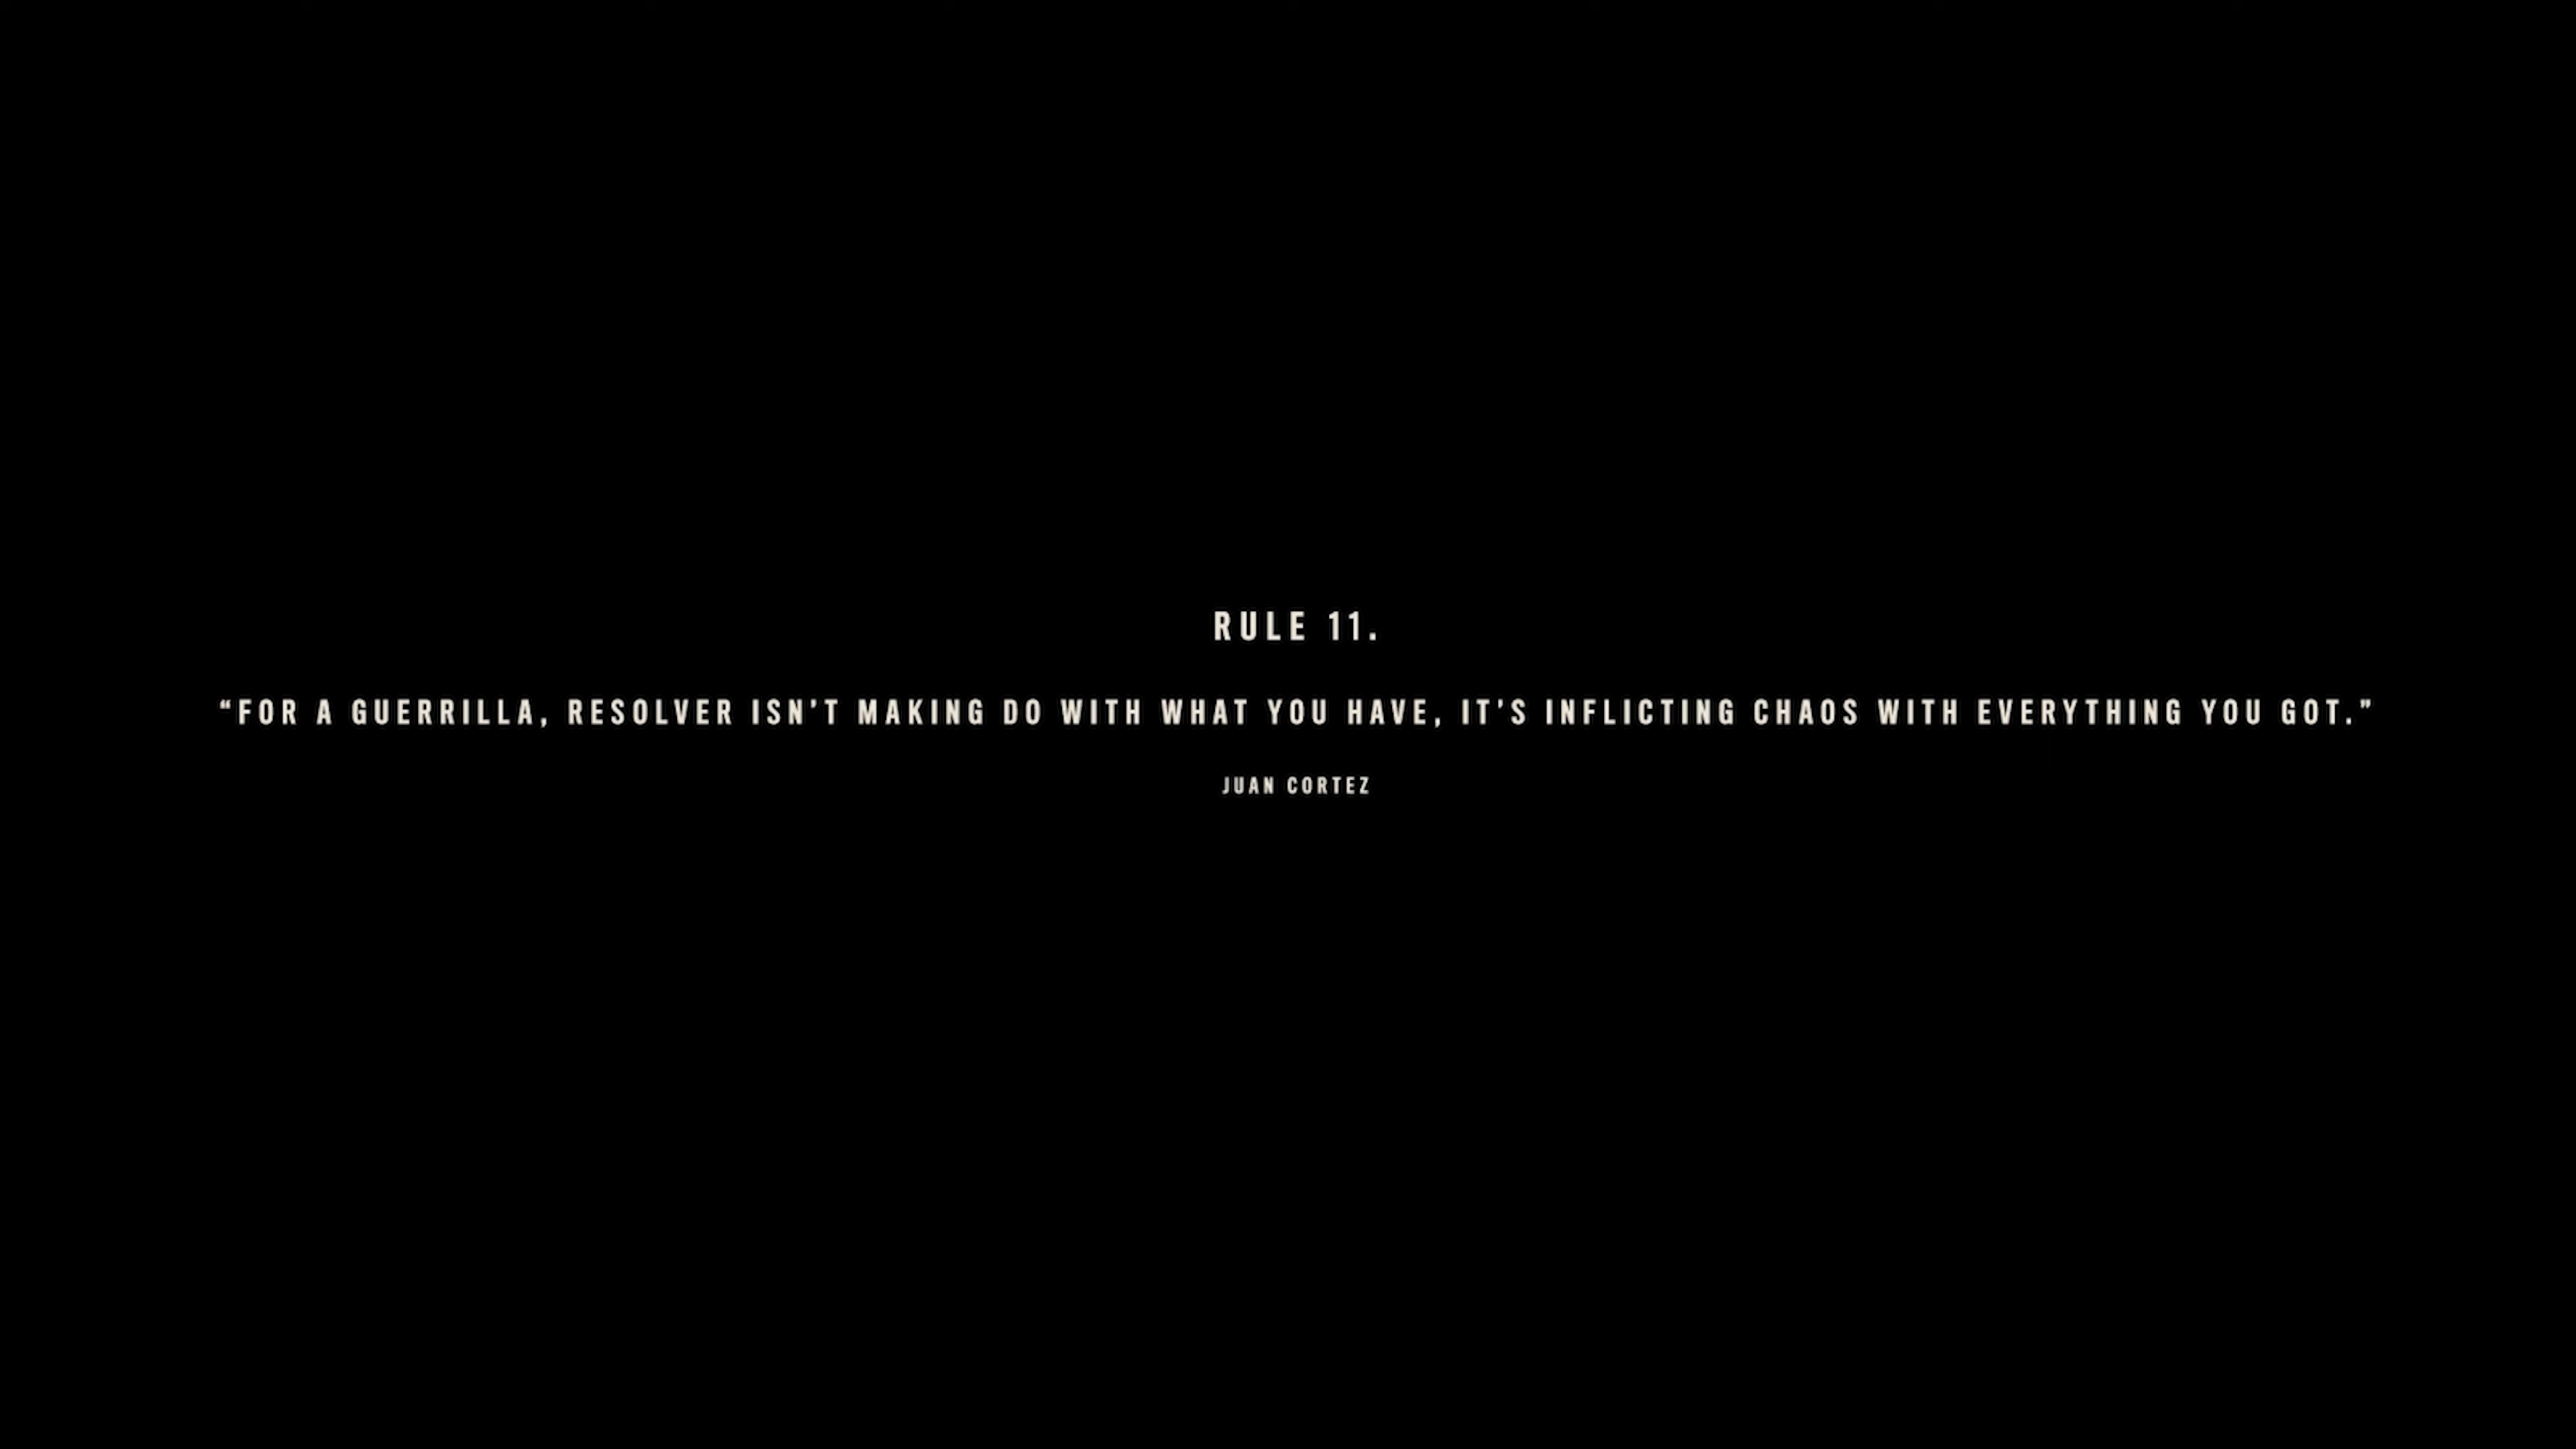 RULE 11.
“FOR A GUERRILLA, RESOLVER ISN’T MAKING DO WITH WHAT YOU HAVE, IT’S INFLICTING CHAOS WITH EVERYTHING YOU GOT.”
JUAN CORTEZ